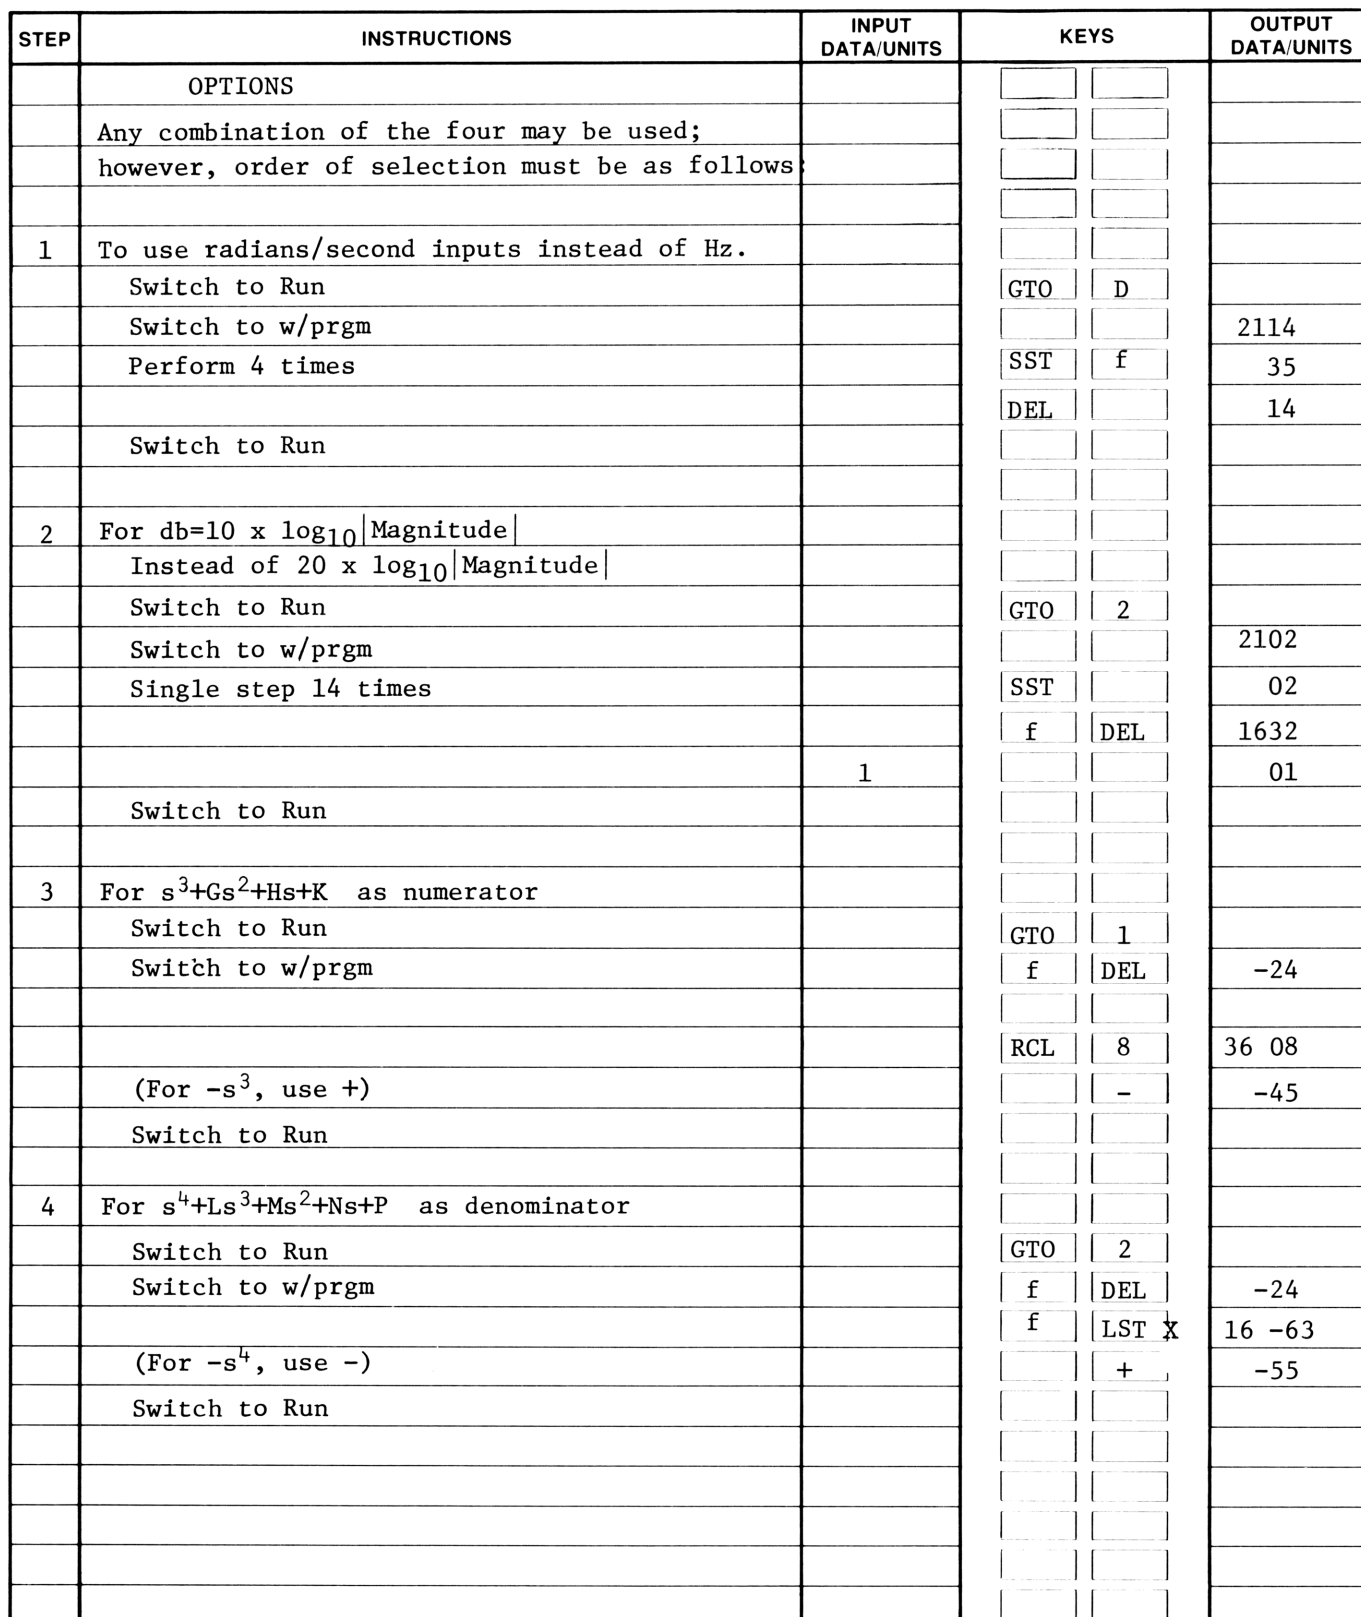 STEP INSTRUCTIONS INPUT DATA/UNITS KEYS OUTPUT DATA/UNITS
OPTIONS
Any combination of the four may be used;
however, order of selection must be as follows:
1 To use radians/second inputs instead of Hz.
Switch to Run GTO D
Switch to w/prgm 2114
Perform 4 times SST f 35
DEL 14
Switch to Run
2 For db=10 x log10|Magnitude|
Instead of 20 x log10|Magnitude|
Switch to Run GTO 2
Switch to w/prgm 2102
Single step 14 times SST 02
f DEL 1632
1 01
Switch to Run
3 For s³+Gs²+Hs+K as numerator
Switch to Run GTO 1
Switch to w/prgm f DEL -24
RCL 8 36 08
(For -s³, use +) - -45
Switch to Run
4 For s⁴+Ls³+Ms²+Ns+P as denominator
Switch to Run GTO 2
Switch to w/prgm f DEL -24
f LST X 16 -63
(For -s⁴, use -) + -55
Switch to Run